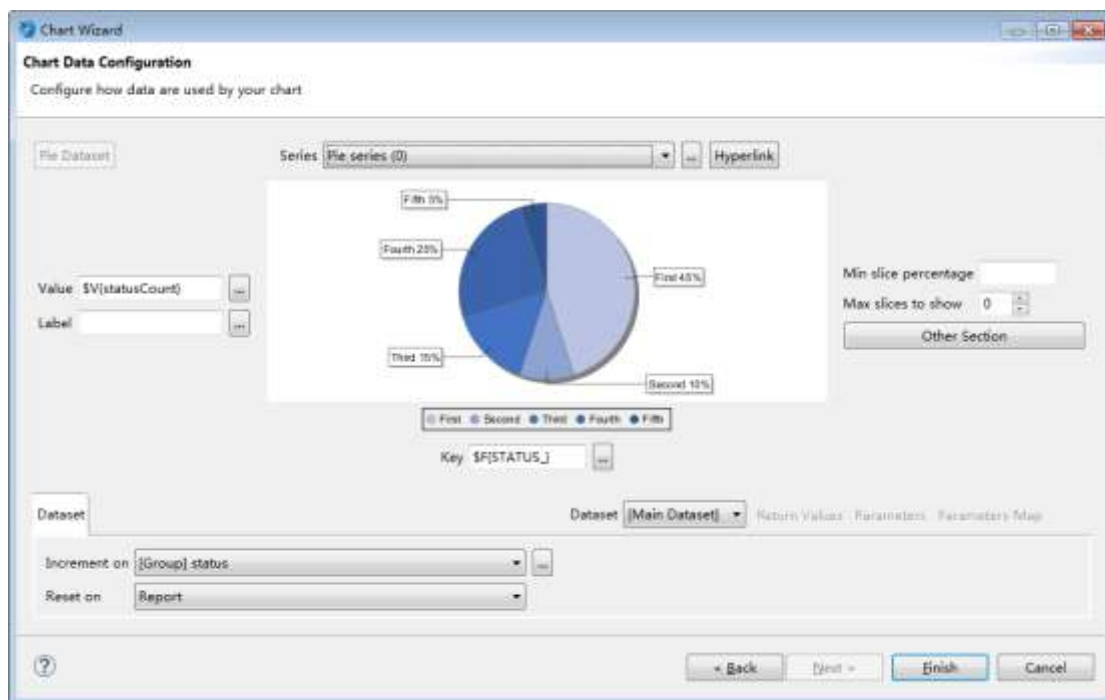 Chart Wizard
Chart Data Configuration
Configure how data are used by your chart
Pie Dataset
Series Pie series (0) ... Hyperlink
Fifth 5%
Fourth 25%
First 45%
Third 15%
Second 10%
Value $V{statusCount} ...
Label ...
Min slice percentage
Max slices to show 0
Other Section
First Second Third Fourth Fifth
Key $F{STATUS_} ...
Dataset
Dataset [Main Dataset] Return Values Parameters Parameters Map
Increment on [Group] status ...
Reset on Report
? < Back Next > Finish Cancel